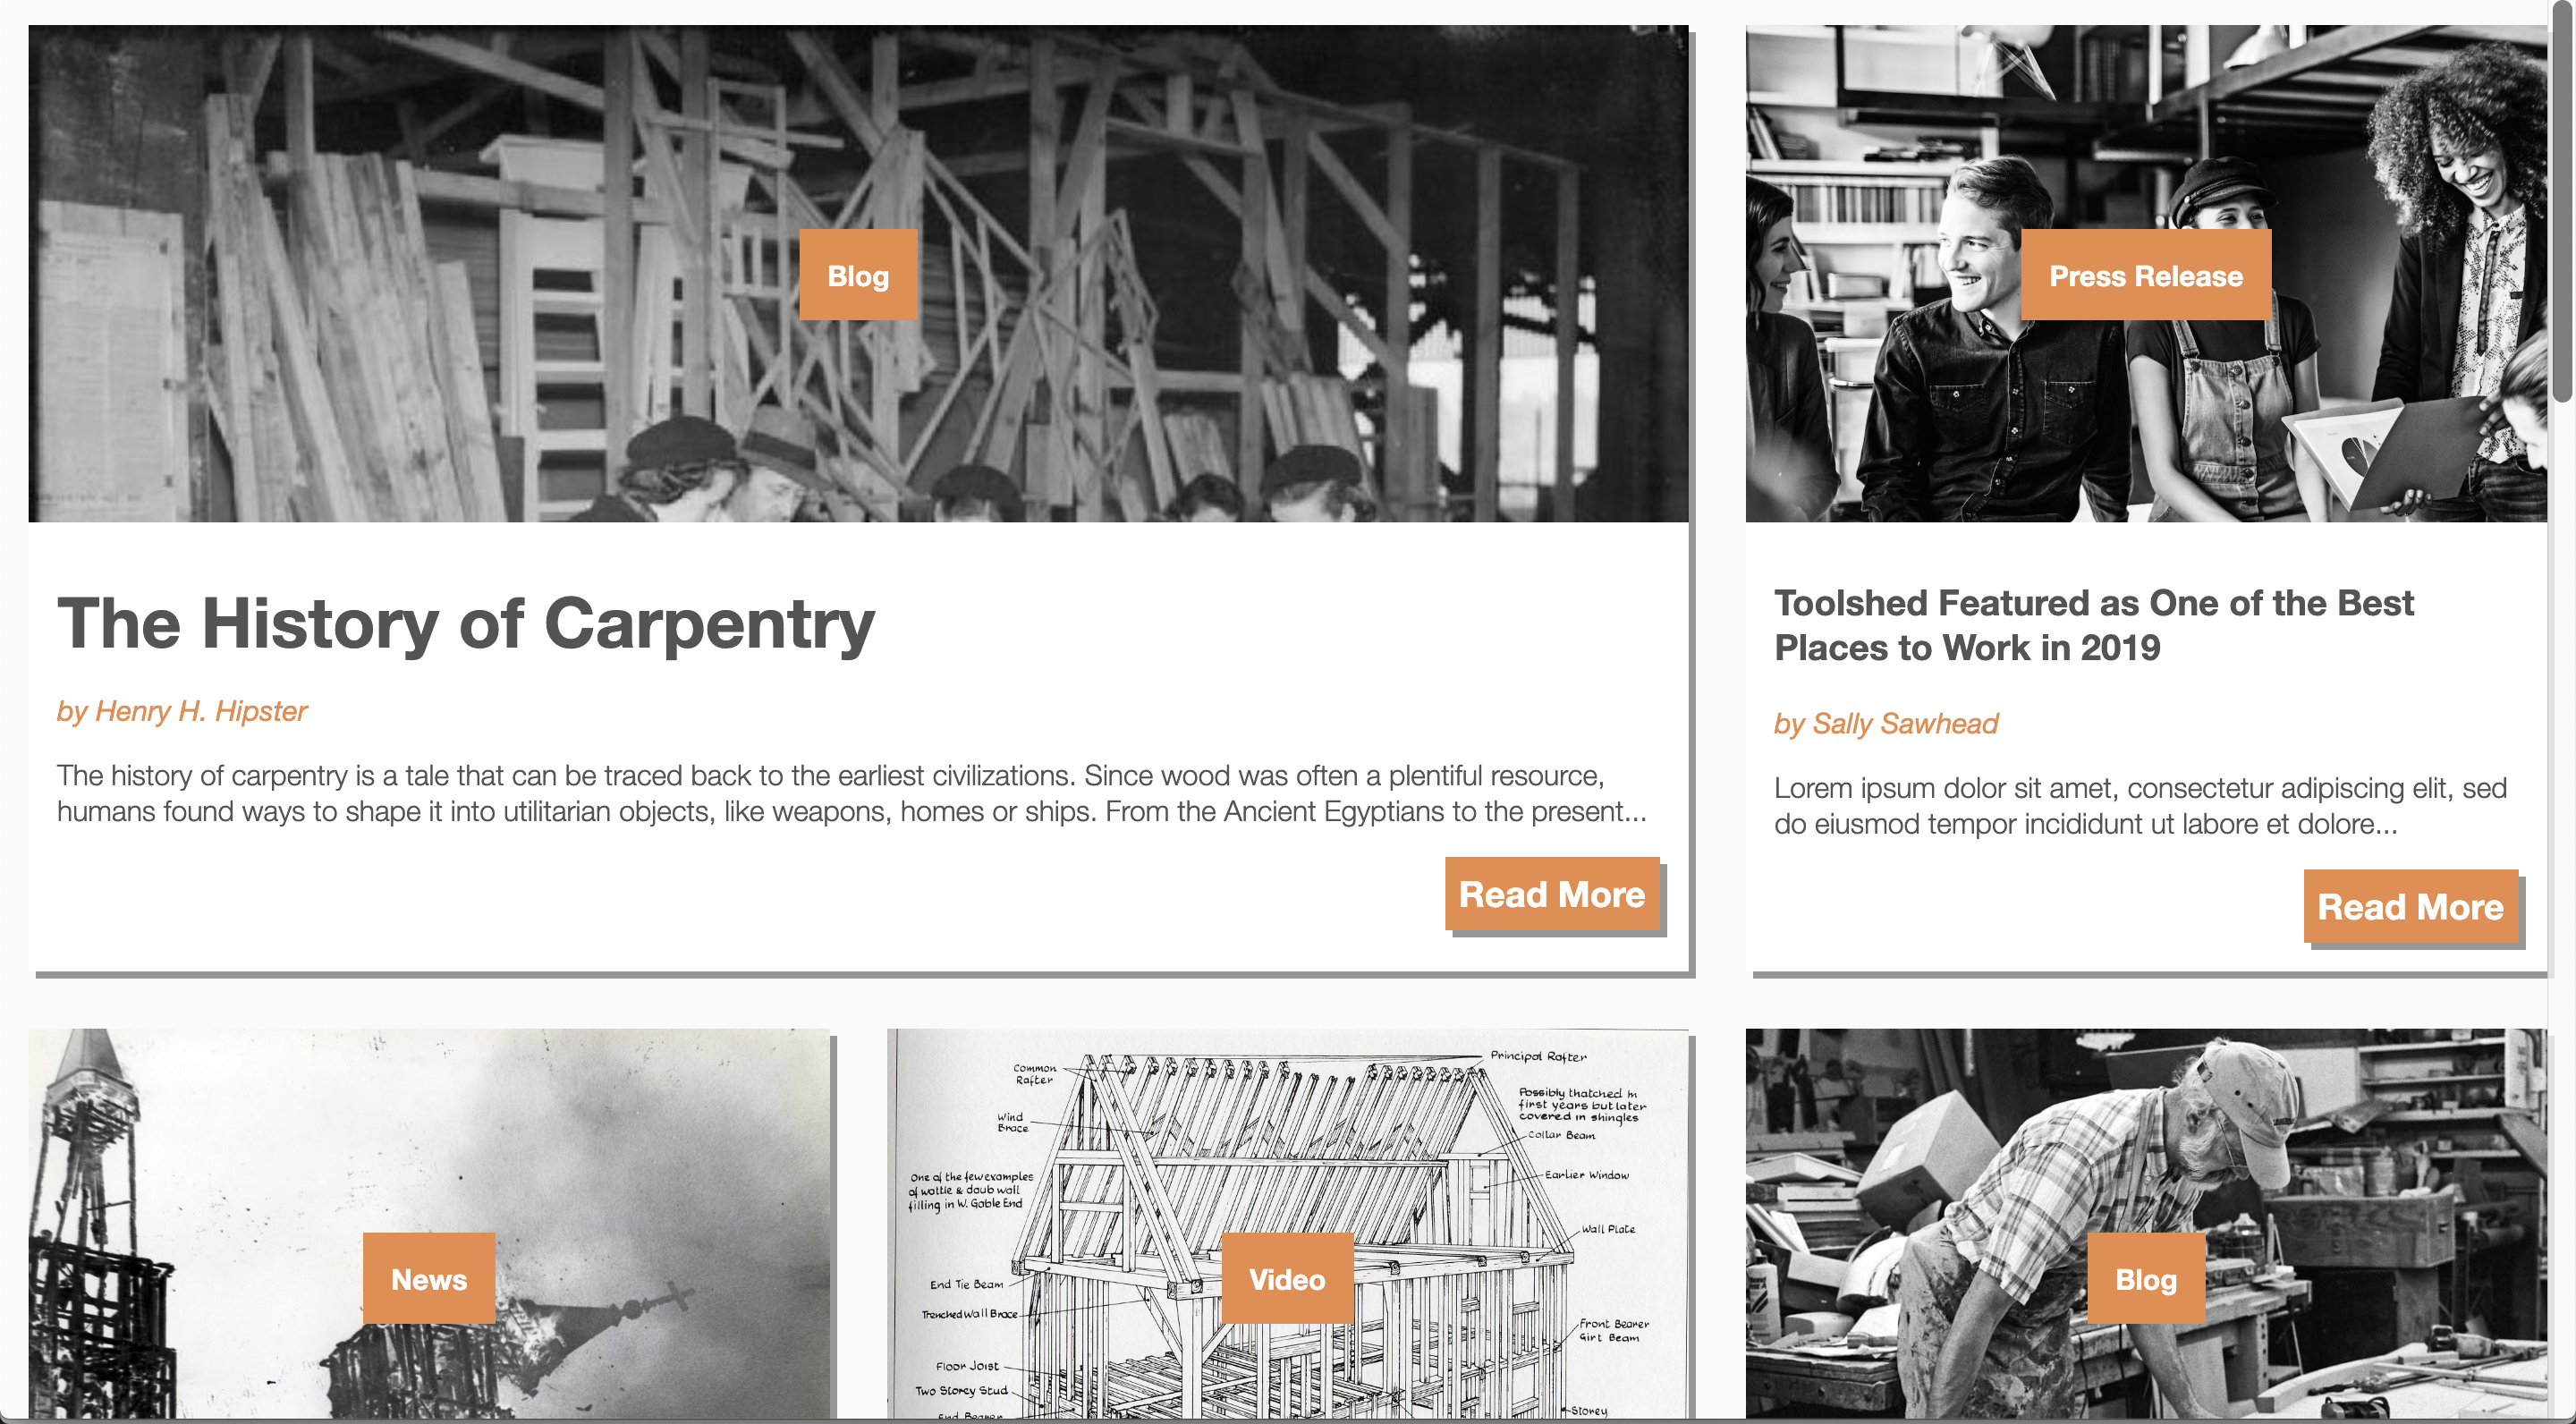 Blog
The History of Carpentry
by Henry H. Hipster
The history of carpentry is a tale that can be traced back to the earliest civilizations. Since wood was often a plentiful resource,
humans found ways to shape it into utilitarian objects, like weapons, homes or ships. From the Ancient Egyptians to the present...
Read More
Press Release
Toolshed Featured as One of the Best
Places to Work in 2019
by Sally Sawhead
Lorem ipsum dolor sit amet, consectetur adipiscing elit, sed
do eiusmod tempor incididunt ut labore et dolore...
Read More
News
Common
Rafter
Principal Rafter
Possibly thatched in
first years but later
covered in shingles
Wind
Brace
Collar Beam
One of the few examples
of wattle & daub wall
filling in W. Gable End
Earlier Window
Wall Plate
Video
End Tie Beam
Trenched Wall Brace
Front Bearer
Girt Beam
Floor Joist
Two Storey Stud
End Bearer
Storey
Blog